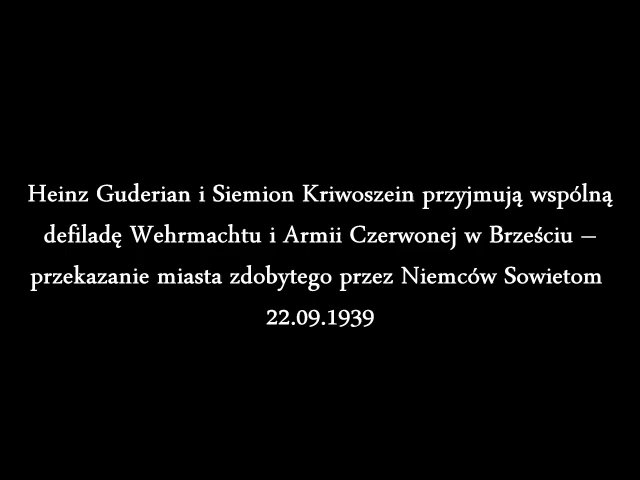 Heinz Guderian i Siemion Kriwoszein przyjmują wspólną
defiladę Wehrmachtu i Armii Czerwonej w Brześciu –
przekazanie miasta zdobytego przez Niemców Sowietom
22.09.1939